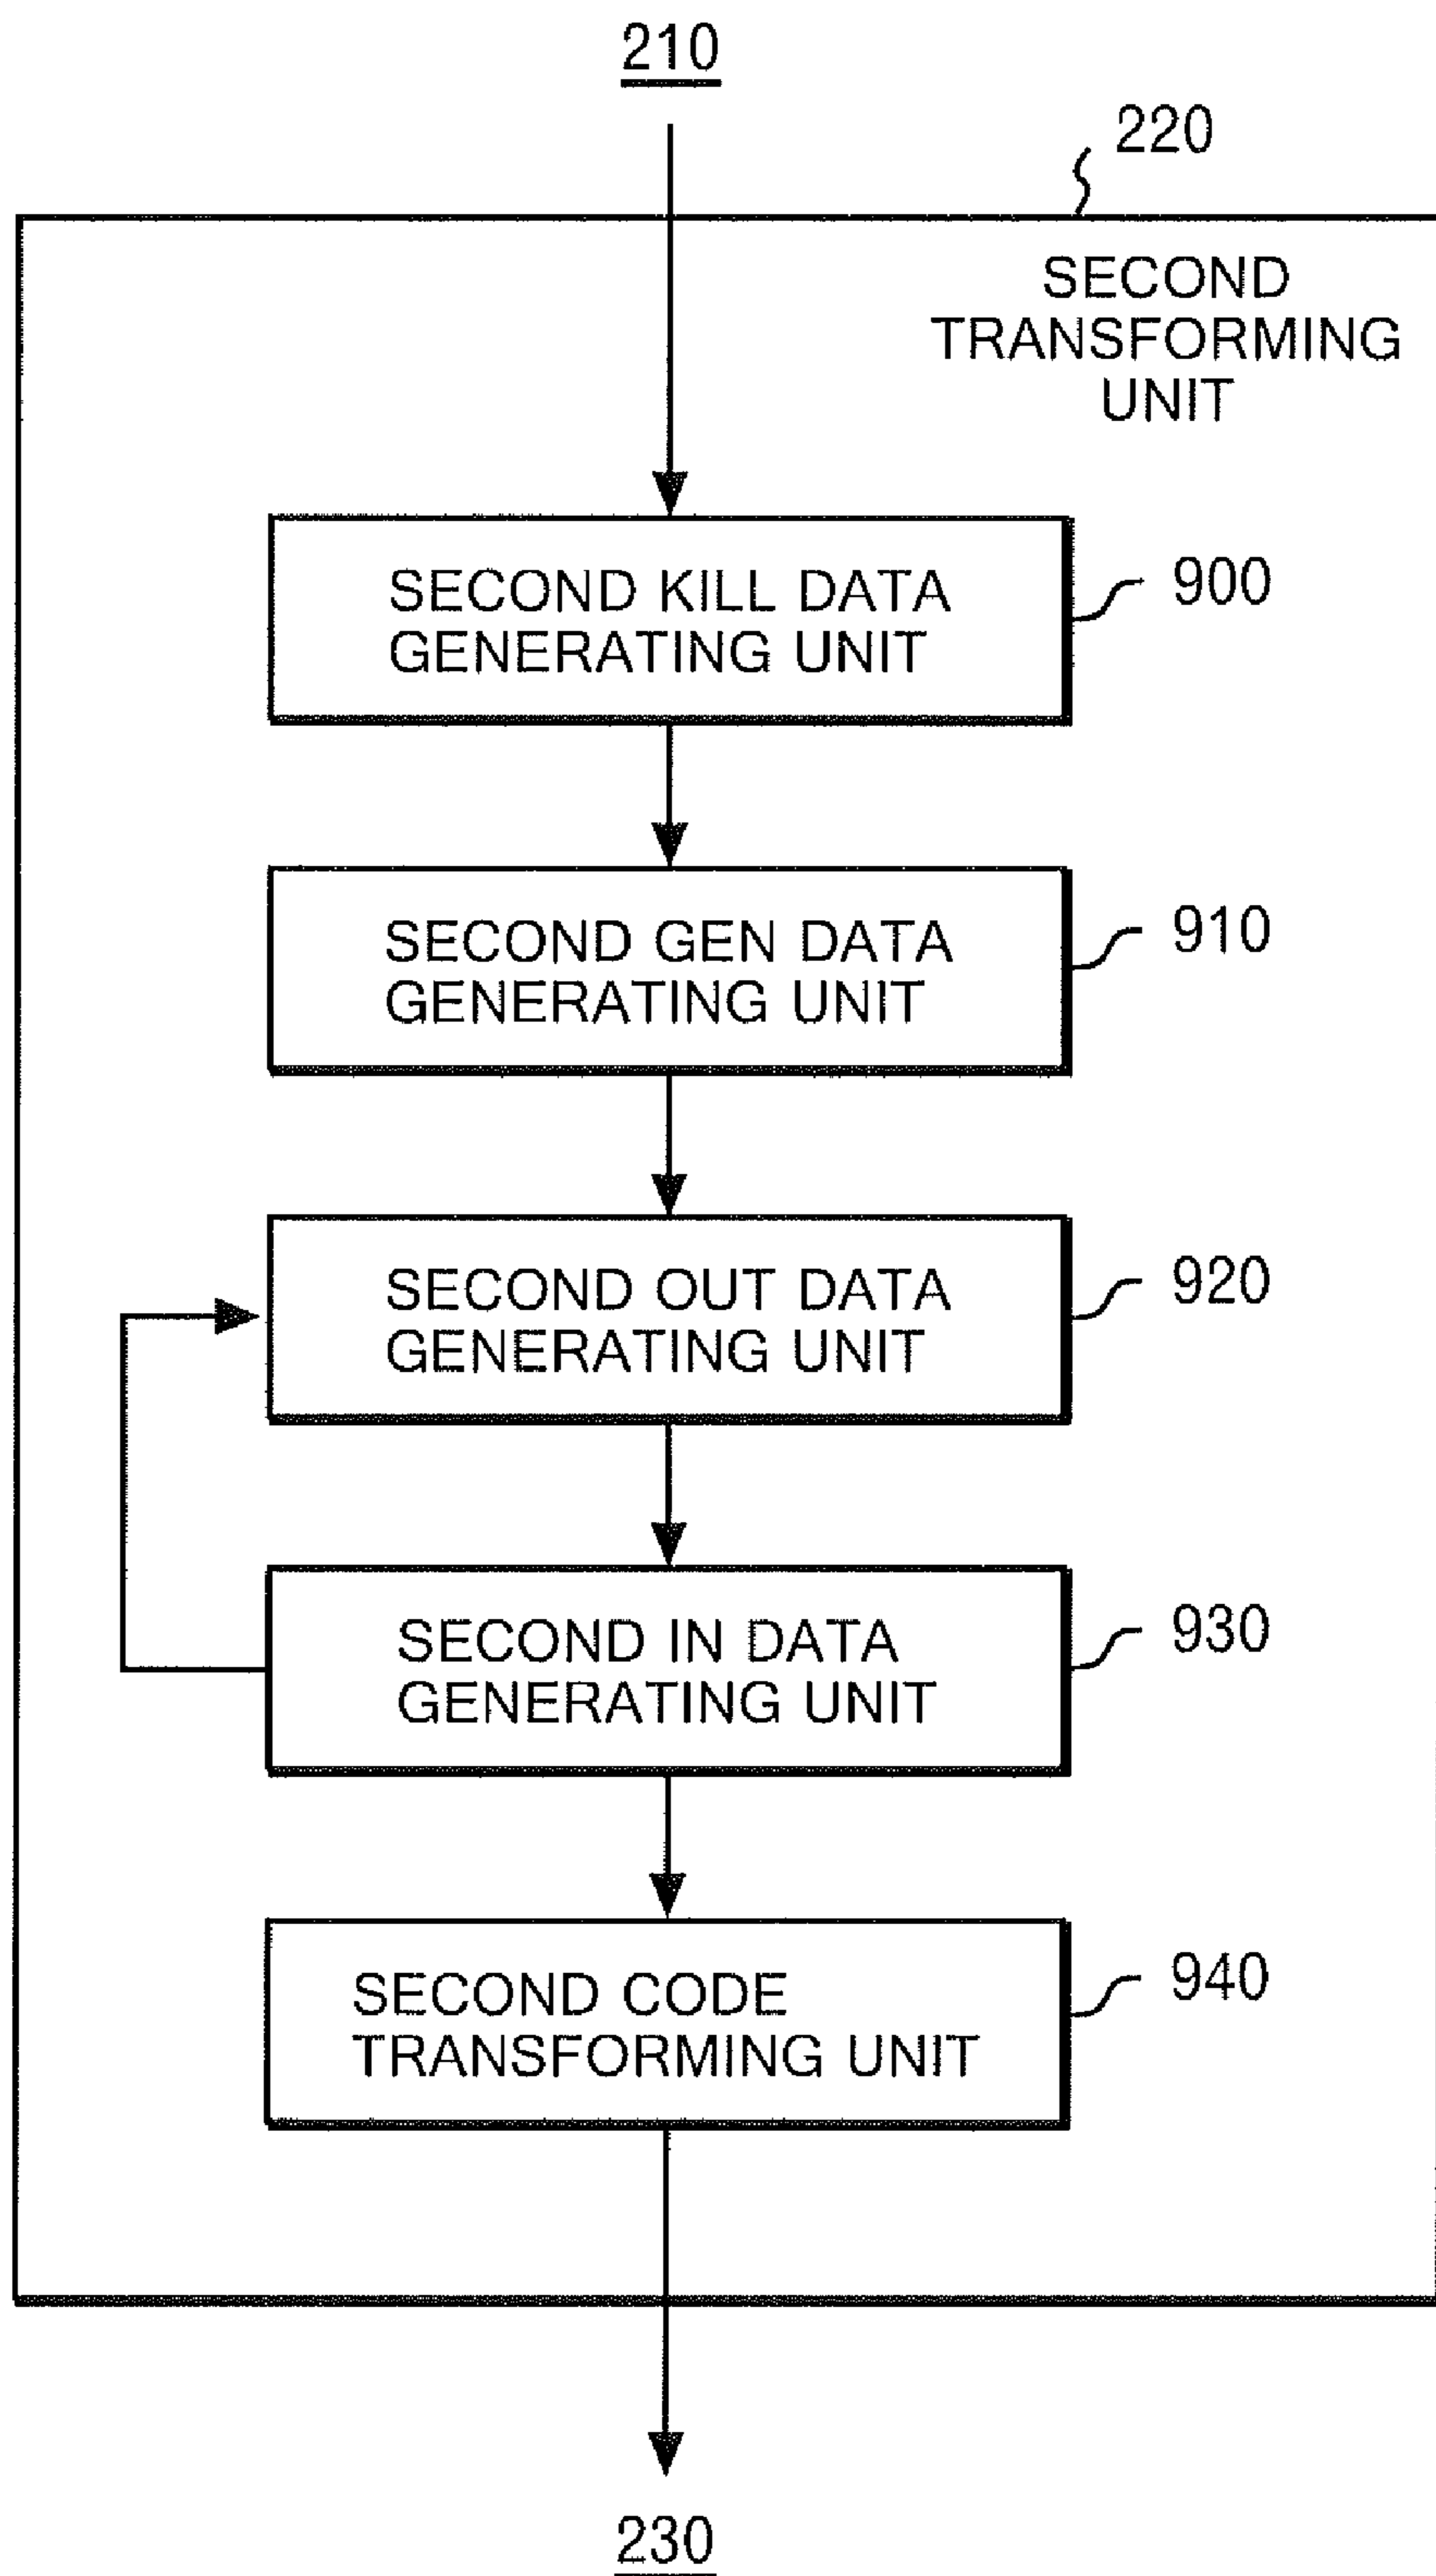 210
220
SECOND
TRANSFORMING
UNIT
SECOND KILL DATA
GENERATING UNIT
900
SECOND GEN DATA
GENERATING UNIT
910
SECOND OUT DATA
GENERATING UNIT
920
SECOND IN DATA
GENERATING UNIT
930
SECOND CODE
TRANSFORMING UNIT
940
230